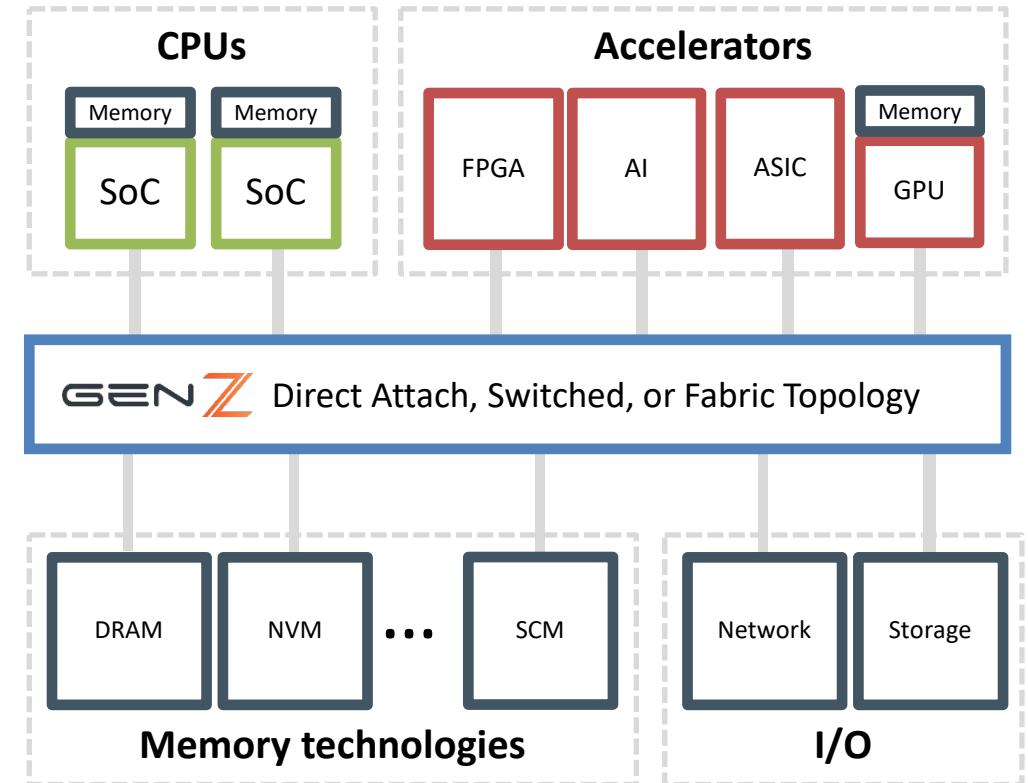 CPUs
Accelerators
Memory
Memory
Memory
SoC
SoC
FPGA
AI
ASIC
GPU
GEN Z Direct Attach, Switched, or Fabric Topology
DRAM
NVM
...
SCM
Network
Storage
Memory technologies
I/O